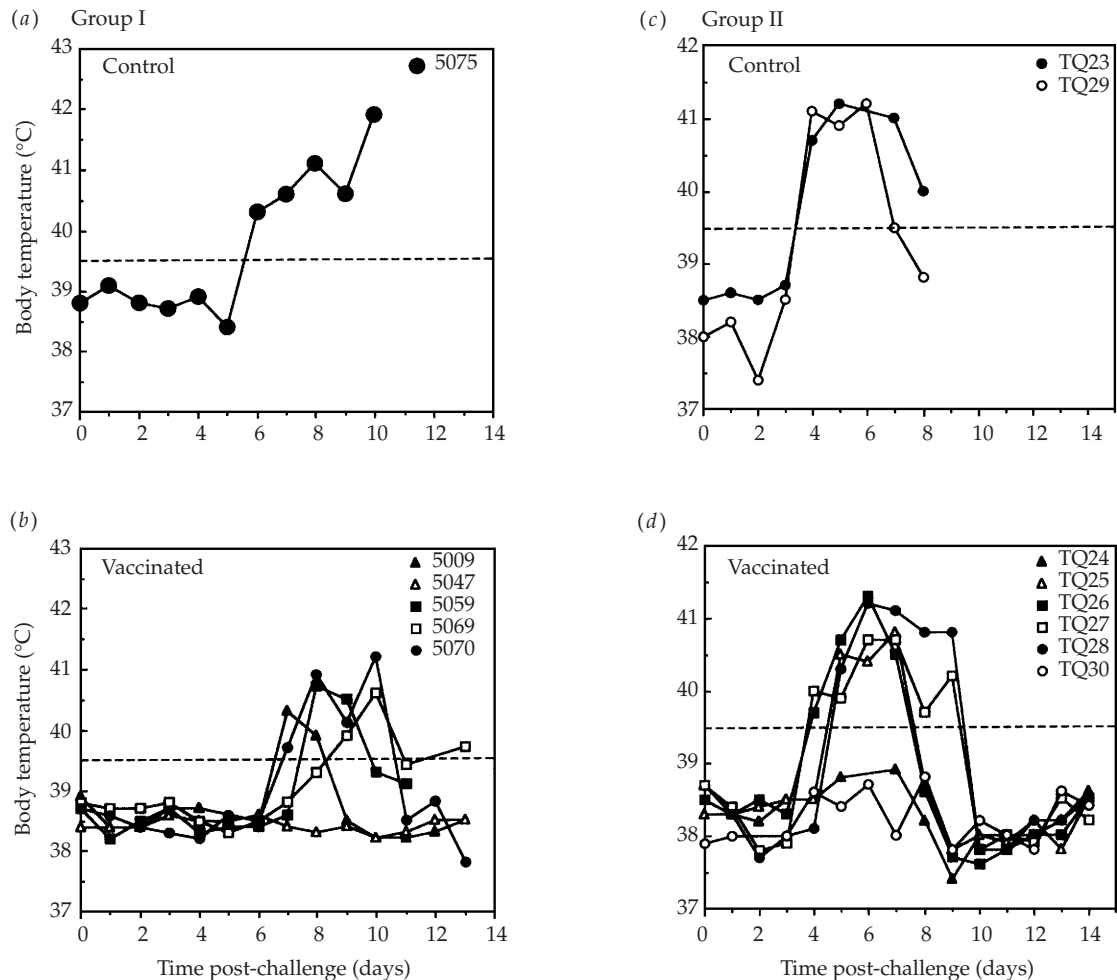 (a) Group I
43
42
41
40
39
38
37
Body temperature (°C)
Control
5075
0 2 4 6 8 10 12 14
(c) Group II
42
41
40
39
38
37
Control
TQ23
TQ29
0 2 4 6 8 10 12 14
(b)
43
42
41
40
39
38
37
Body temperature (°C)
Vaccinated
5009
5047
5059
5069
5070
0 2 4 6 8 10 12 14
Time post-challenge (days)
(d)
42
41
40
39
38
37
Vaccinated
TQ24
TQ25
TQ26
TQ27
TQ28
TQ30
0 2 4 6 8 10 12 14
Time post-challenge (days)